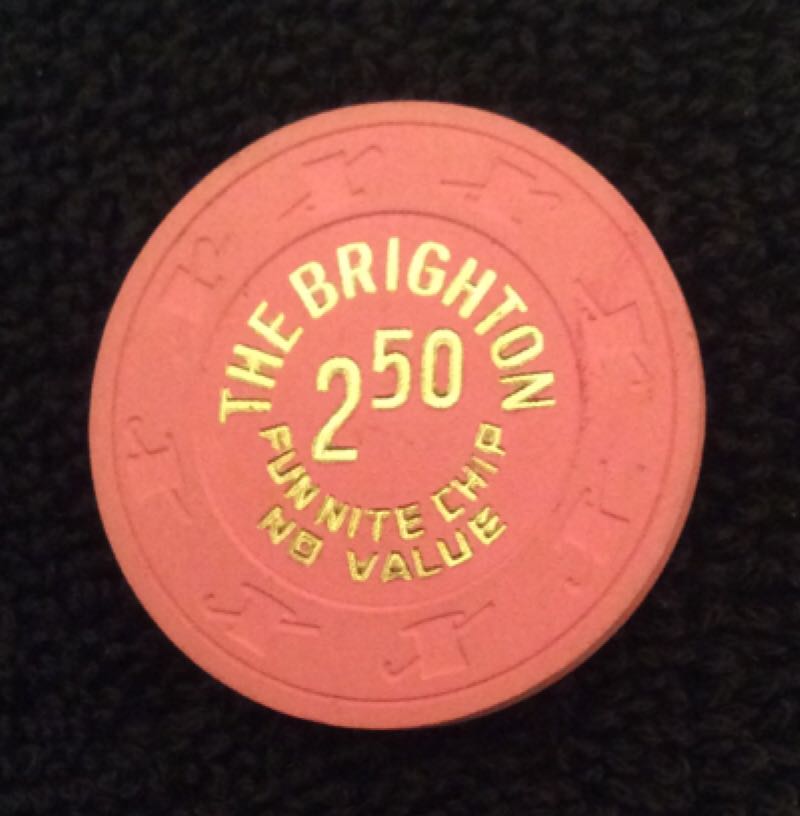 THE BRIGHTON
2 50
FUN NITE CHIP
NO VALUE